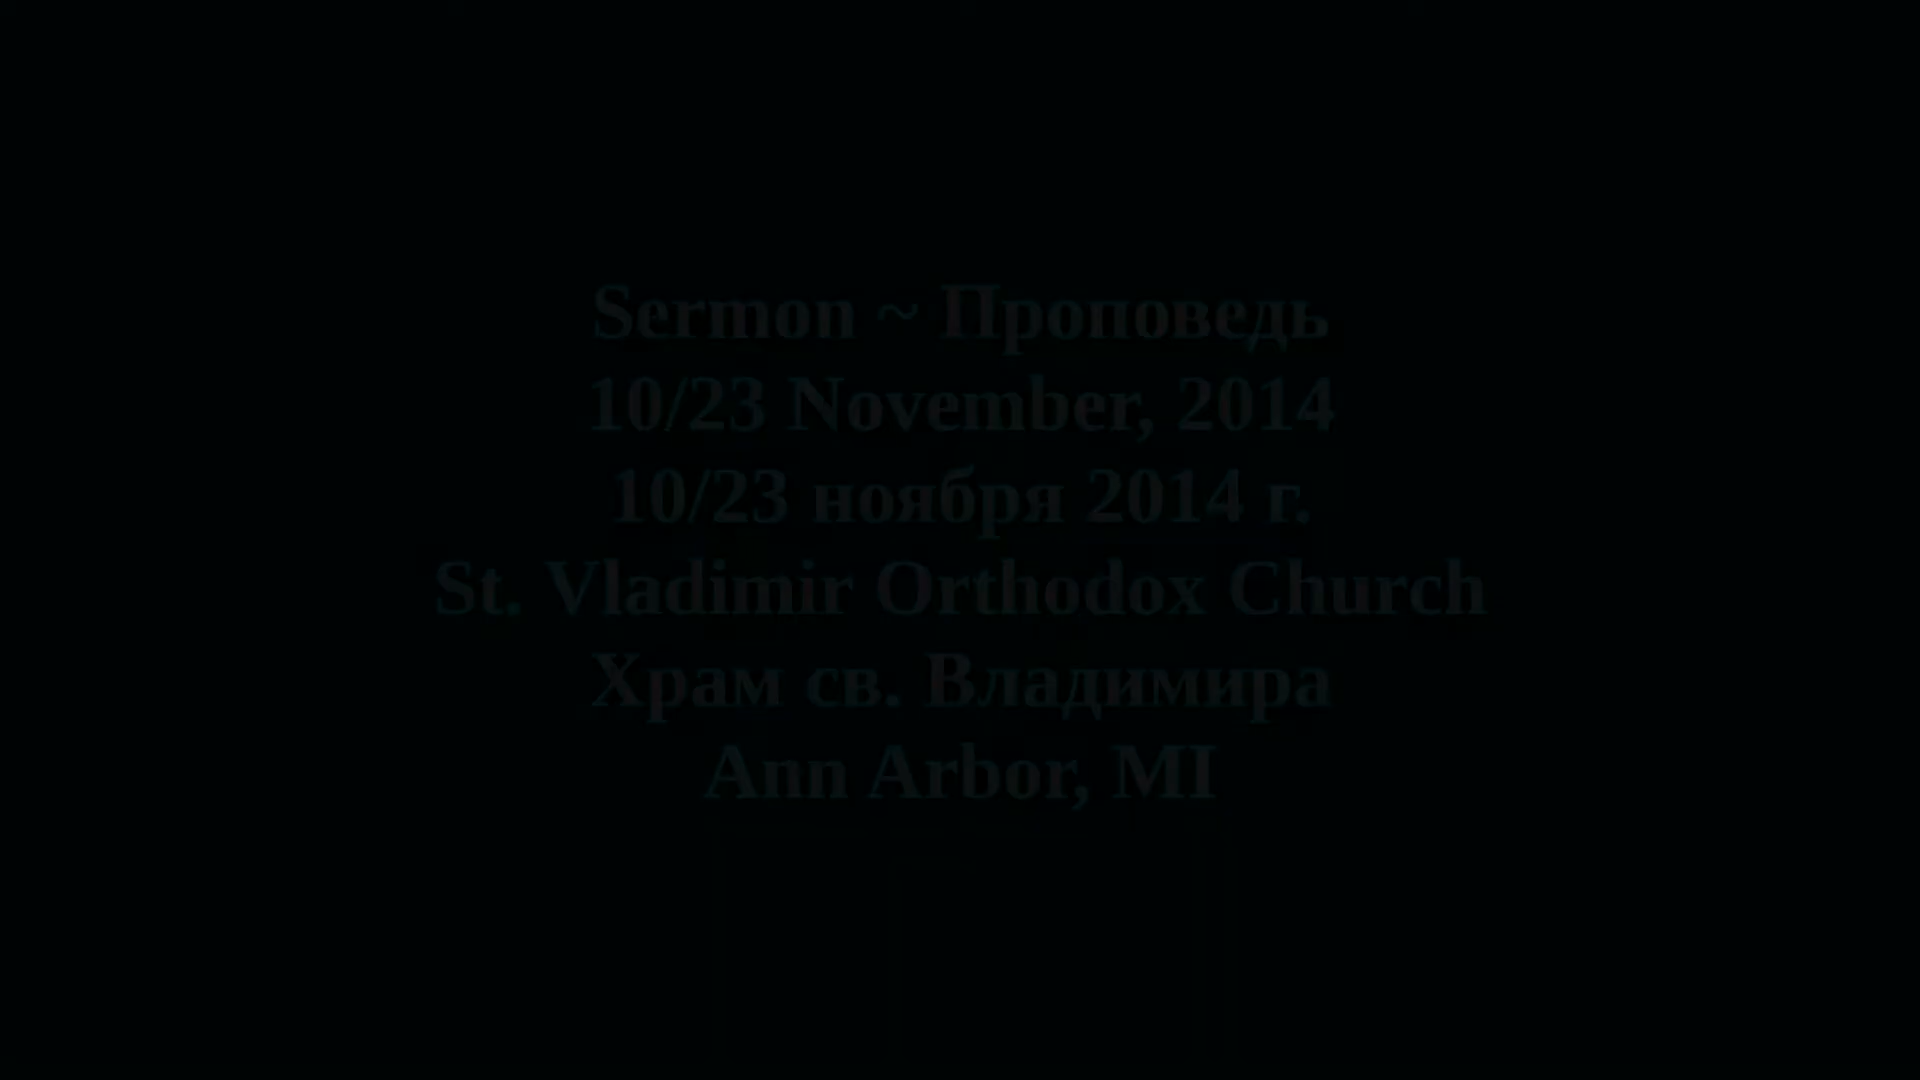 Sermon ~ Проповедь
10/23 November, 2014
10/23 ноября 2014 г.
St. Vladimir Orthodox Church
Храм св. Владимира
Ann Arbor, MI